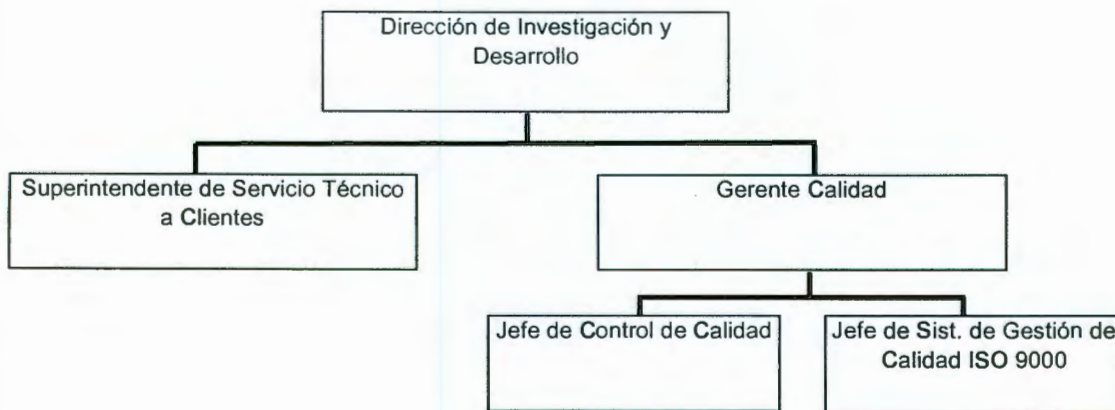 Dirección de Investigación y
Desarrollo
Superintendente de Servicio Técnico
a Clientes
Gerente Calidad
Jefe de Control de Calidad
Jefe de Sist. de Gestión de
Calidad ISO 9000